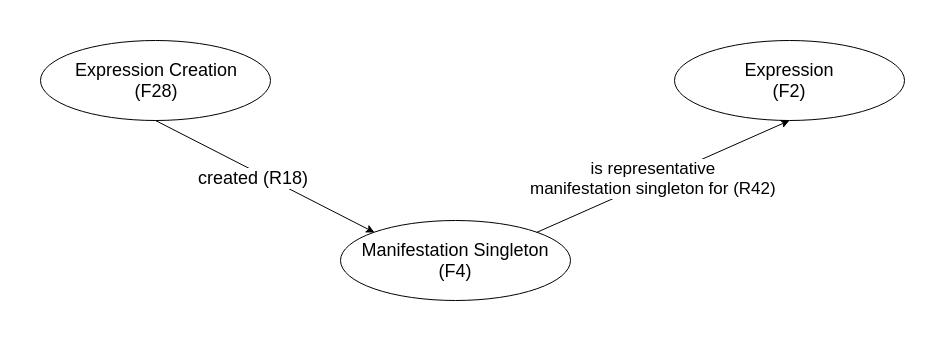 Expression Creation
(F28)
Expression
(F2)
created (R18)
is representative
manifestation singleton for (R42)
Manifestation Singleton
(F4)